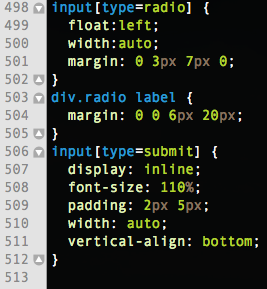 498 input[type=radio] {
499 float:left;
500 width:auto;
501 margin: 0 3px 7px 0;
502 }
503 div.radio label {
504 margin: 0 0 6px 20px;
505 }
506 input[type=submit] {
507 display: inline;
508 font-size: 110%;
509 padding: 2px 5px;
510 width: auto;
511 vertical-align: bottom;
512 }
513